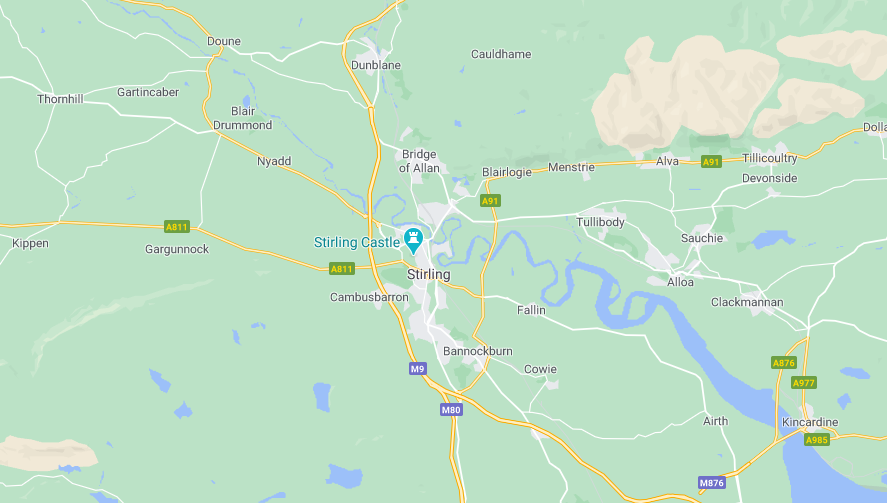 Doune
Cauldhame
Dunblane
Gartincaber
Thornhill
Blair
Drummond
Dolla
Bridge
of Allan
Nyadd
Blairlogie
Menstrie
Alva
A91
Tillicoultry
Devonside
A91
A811
Tullibody
Kippen
Gargunnock
Stirling Castle
Sauchie
A811
Stirling
Alloa
Cambusbarron
Fallin
Clackmannan
Bannockburn
M9
Cowie
A876
A977
M80
Airth
Kincardine
A985
M876